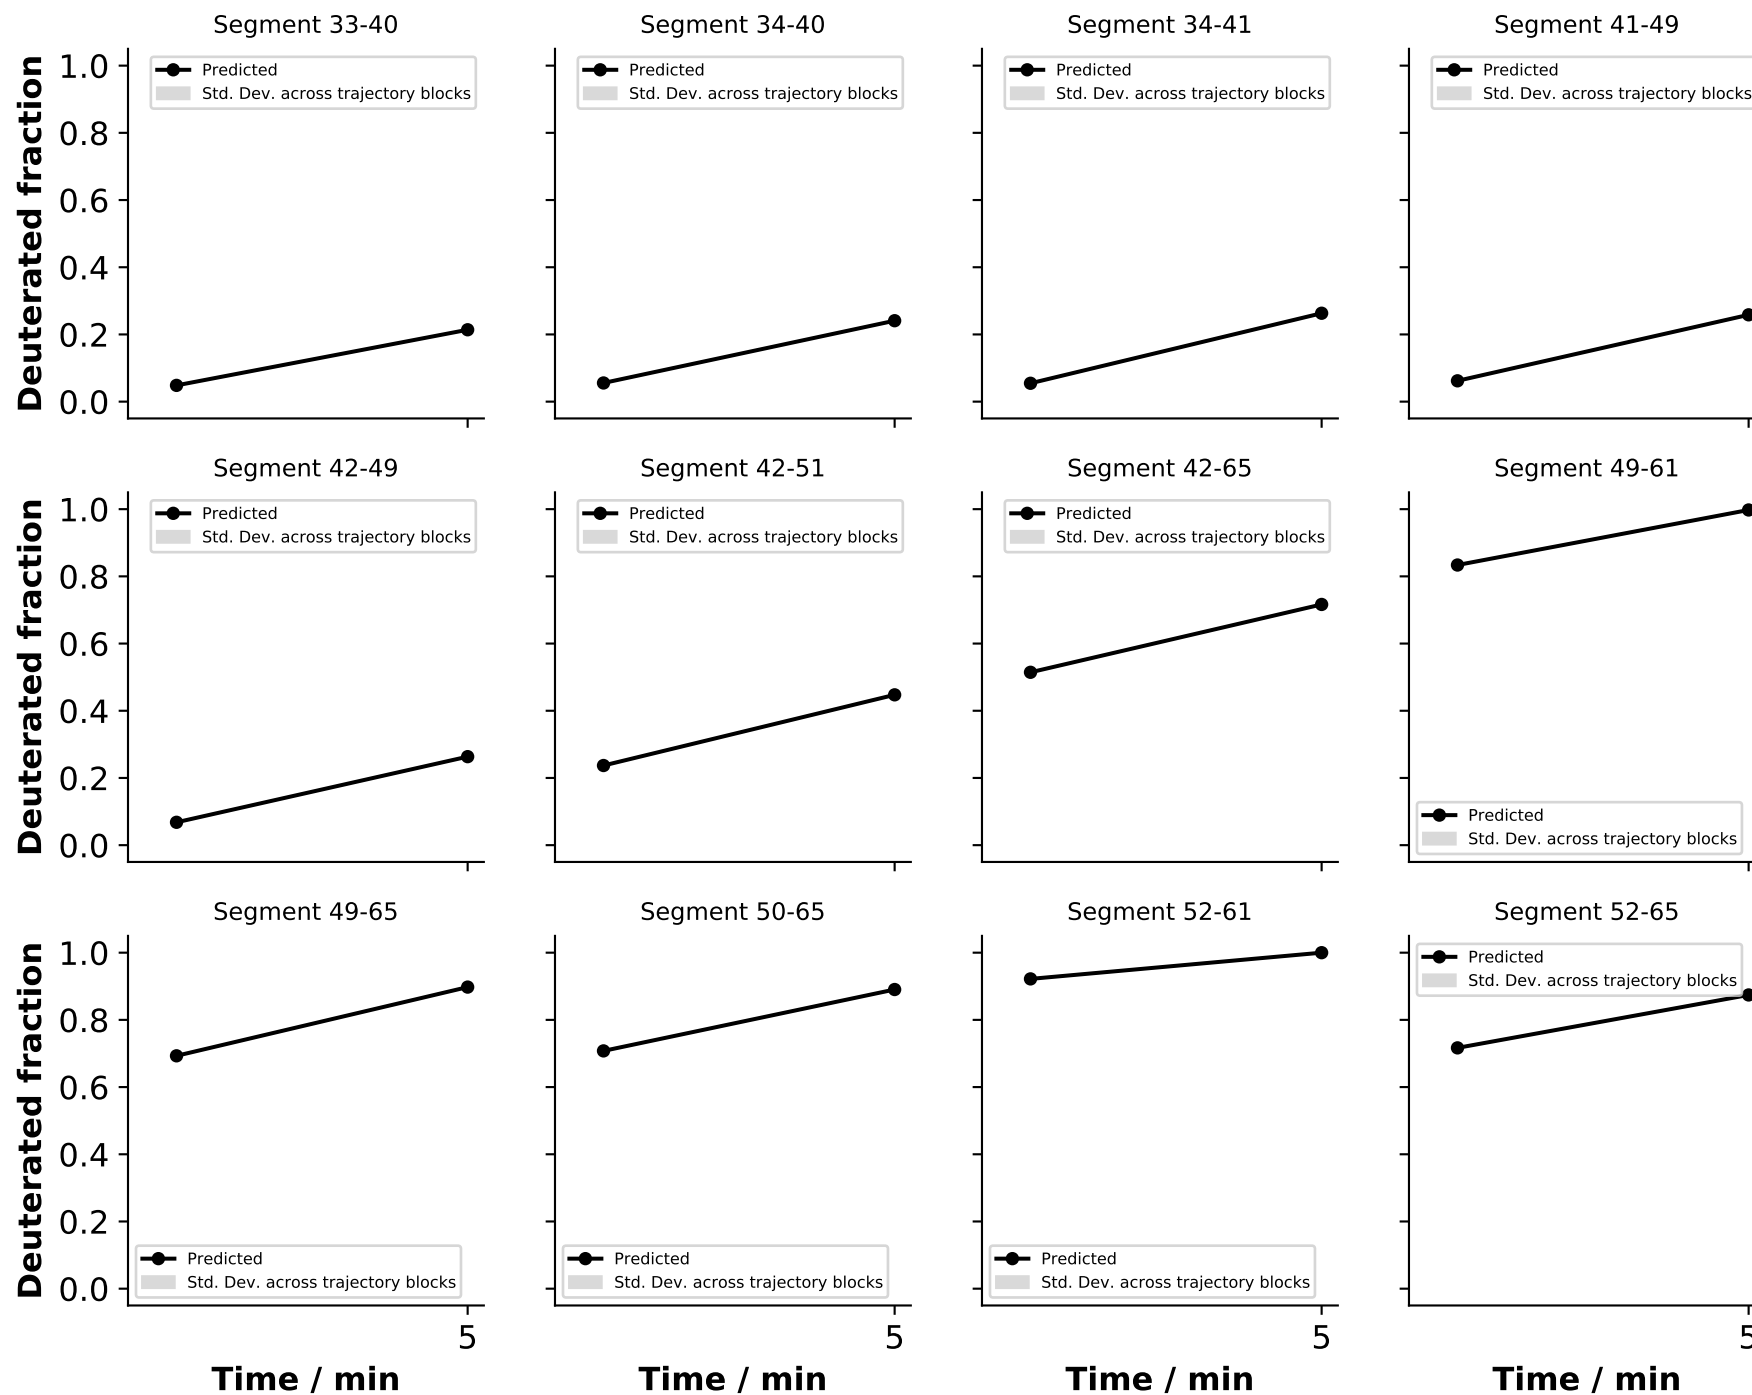 Segment 33-40
Segment 34-40
Segment 34-41
Segment 41-49
Deuterated fraction
1.0
0.8
0.6
0.4
0.2
0.0
Predicted
Std. Dev. across trajectory blocks
Predicted
Std. Dev. across trajectory blocks
Predicted
Std. Dev. across trajectory blocks
Predicted
Std. Dev. across trajectory blocks
Segment 42-49
Segment 42-51
Segment 42-65
Segment 49-61
Deuterated fraction
1.0
0.8
0.6
0.4
0.2
0.0
Predicted
Std. Dev. across trajectory blocks
Predicted
Std. Dev. across trajectory blocks
Predicted
Std. Dev. across trajectory blocks
Predicted
Std. Dev. across trajectory blocks
Segment 49-65
Segment 50-65
Segment 52-61
Segment 52-65
Deuterated fraction
1.0
0.8
0.6
0.4
0.2
0.0
Predicted
Std. Dev. across trajectory blocks
Predicted
Std. Dev. across trajectory blocks
Predicted
Std. Dev. across trajectory blocks
Predicted
Std. Dev. across trajectory blocks
5
5
5
5
Time / min
Time / min
Time / min
Time / min